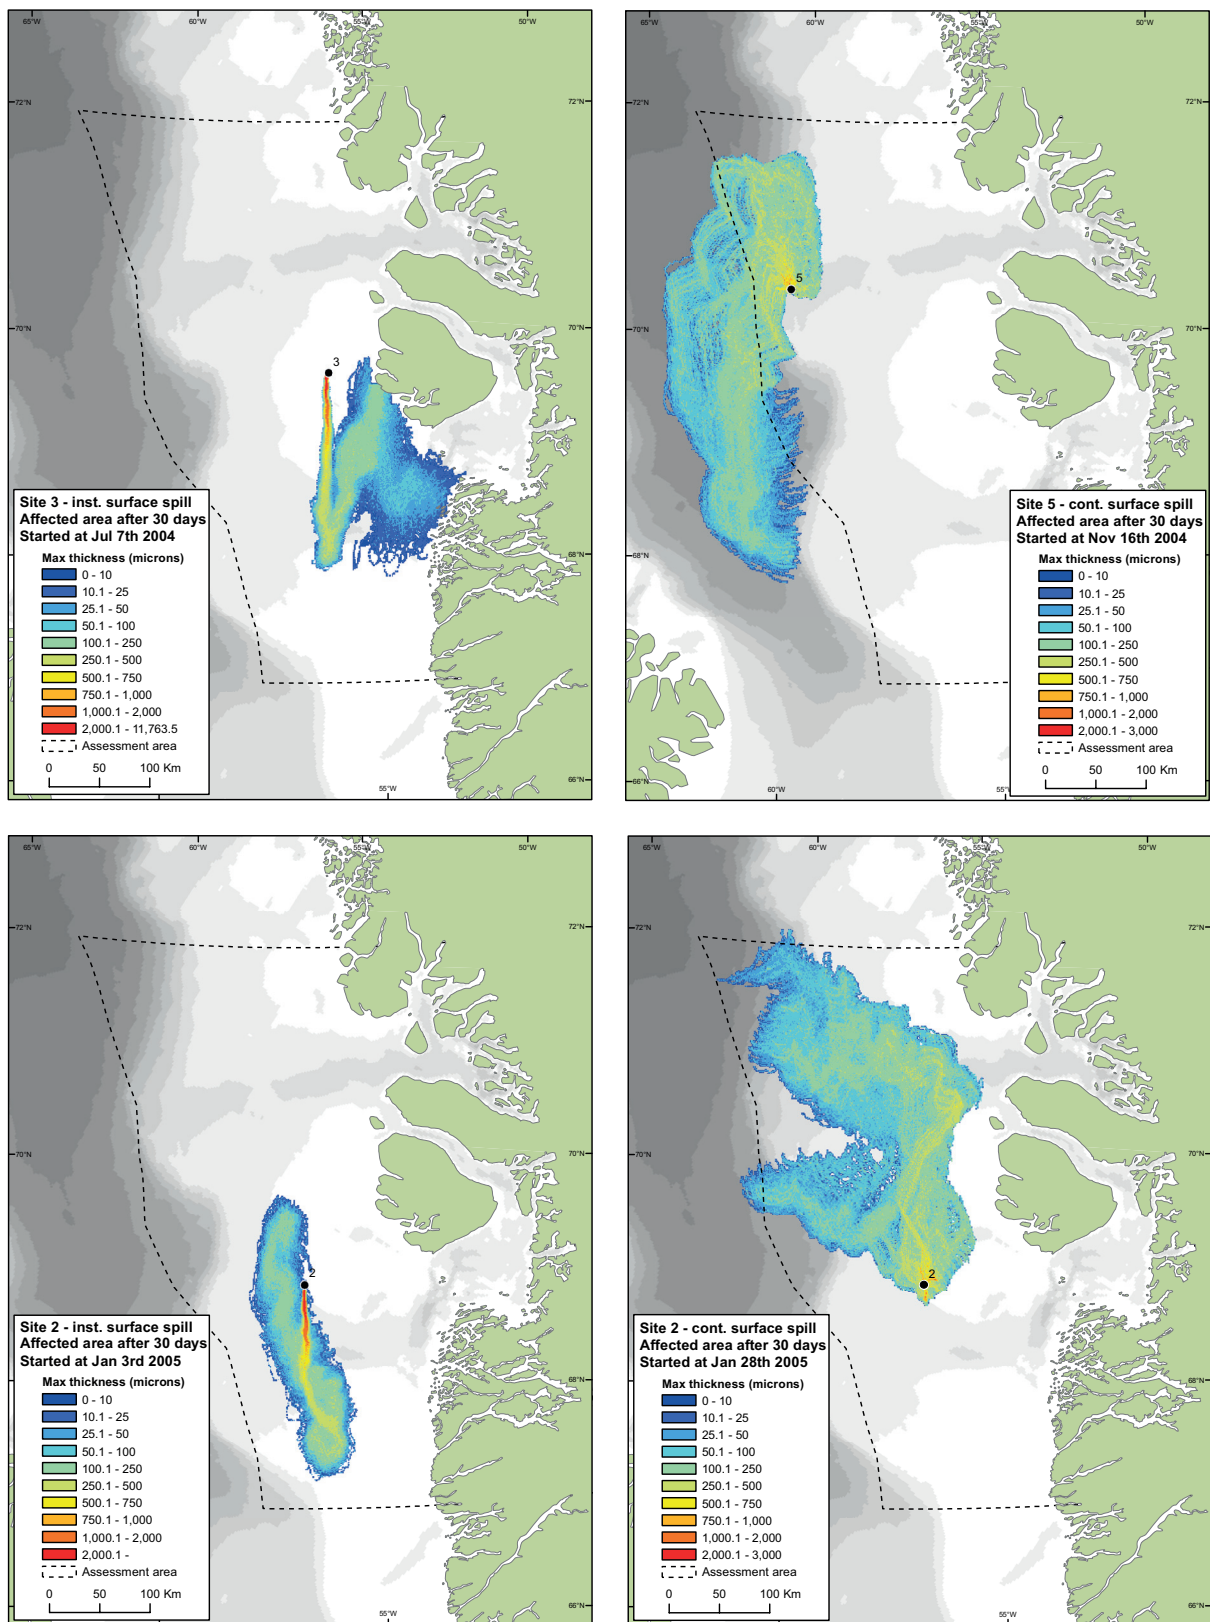 65°W 60°W 55°W 50°W
72°N 72°N
70°N 70°N
3
Site 3 - inst. surface spill
Affected area after 30 days
Started at Jul 7th 2004
Max thickness (microns)
0 - 10
10.1 - 25
25.1 - 50
50.1 - 100
100.1 - 250
250.1 - 500
500.1 - 750
750.1 - 1,000
1,000.1 - 2,000
2,000.1 - 11,763.5
Assessment area
0 50 100 Km
68°N
66°N
55°W
65°W 60°W 55°W 50°W
72°N 72°N
5
70°N 70°N
68°N
Site 5 - cont. surface spill
Affected area after 30 days
Started at Nov 16th 2004
Max thickness (microns)
0 - 10
10.1 - 25
25.1 - 50
50.1 - 100
100.1 - 250
250.1 - 500
500.1 - 750
750.1 - 1,000
1,000.1 - 2,000
2,000.1 - 3,000
Assessment area
0 50 100 Km
66°N
60°W 55°W
65°W 60°W 55°W 50°W
72°N 72°N
70°N 70°N
2
Site 2 - inst. surface spill
Affected area after 30 days
Started at Jan 3rd 2005
Max thickness (microns)
0 - 10
10.1 - 25
25.1 - 50
50.1 - 100
100.1 - 250
250.1 - 500
500.1 - 750
750.1 - 1,000
1,000.1 - 2,000
2,000.1 -
Assessment area
0 50 100 Km
68°N
66°N
55°W
65°W 60°W 55°W 50°W
72°N 72°N
70°N 70°N
2
Site 2 - cont. surface spill
Affected area after 30 days
Started at Jan 28th 2005
Max thickness (microns)
0 - 10
10.1 - 25
25.1 - 50
50.1 - 100
100.1 - 250
250.1 - 500
500.1 - 750
750.1 - 1,000
1,000.1 - 2,000
2,000.1 - 3,000
Assessment area
0 50 100 Km
68°N
66°N
55°W